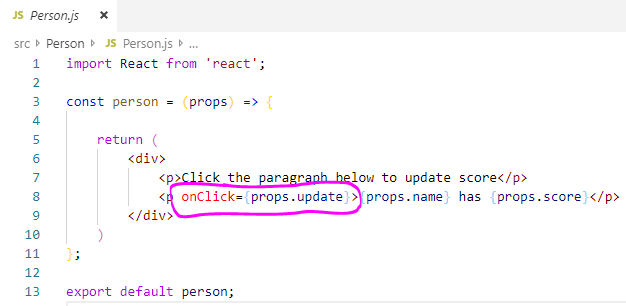 JS Person.js ×
src > Person > JS Person.js > ...
1 import React from 'react';
2
3 const person = (props) => {
4
5 return (
6 <div>
7 <p>Click the paragraph below to update score</p>
8 <p onClick={props.update}>{props.name} has {props.score}</p>
9 </div>
10 )
11 };
12
13 export default person;